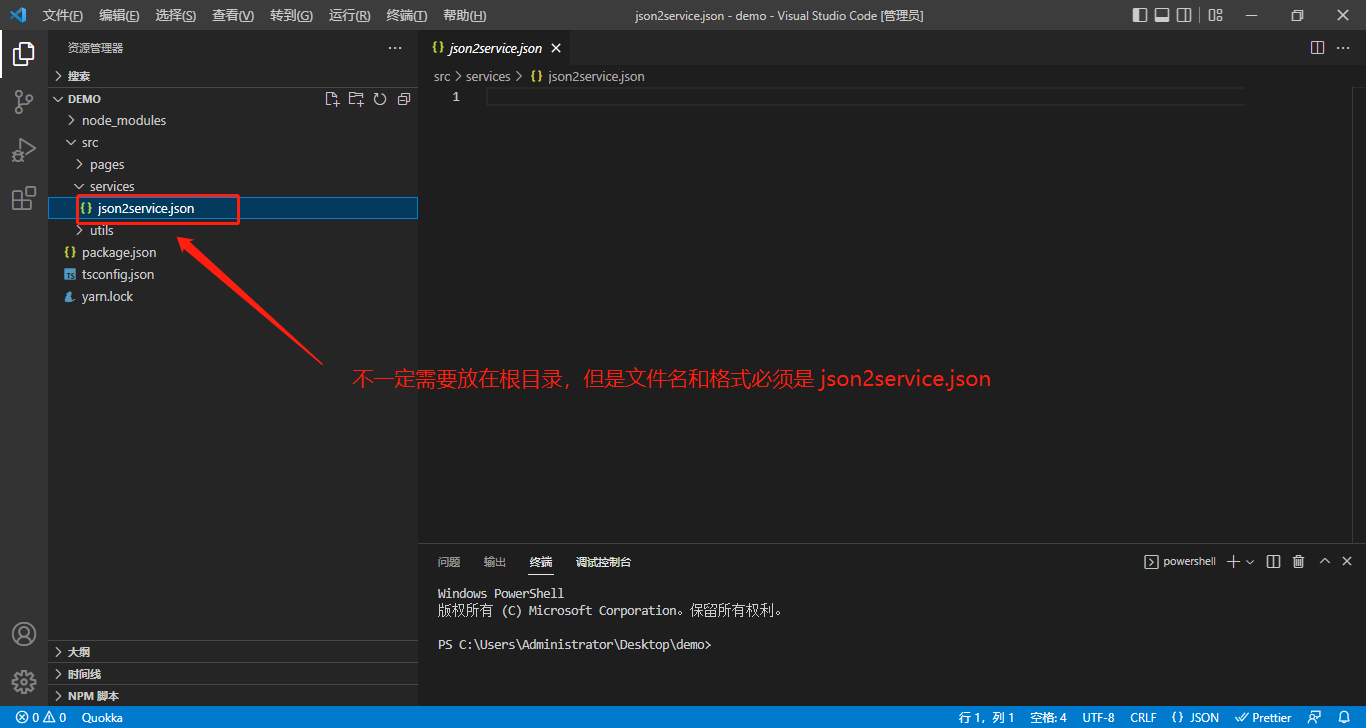 文件(F) 编辑(E) 选择(S) 查看(V) 转到(G) 运行(R) 终端(T) 帮助(H) json2service.json - demo - Visual Studio Code [管理员]
资源管理器
搜索
DEMO
node_modules
src
pages
services
{} json2service.json
utils
{} package.json
TS tsconfig.json
yarn.lock
大纲
时间线
NPM 脚本
{} json2service.json
src > services > {} json2service.json
1
不一定需要放在根目录，但是文件名和格式必须是 json2service.json
问题 输出 终端 调试控制台 powershell
Windows PowerShell
版权所有 (C) Microsoft Corporation。保留所有权利。
PS C:\Users\Administrator\Desktop\demo>
0 0 Quokka 行 1，列 1 空格: 4 UTF-8 CRLF {} JSON Prettier